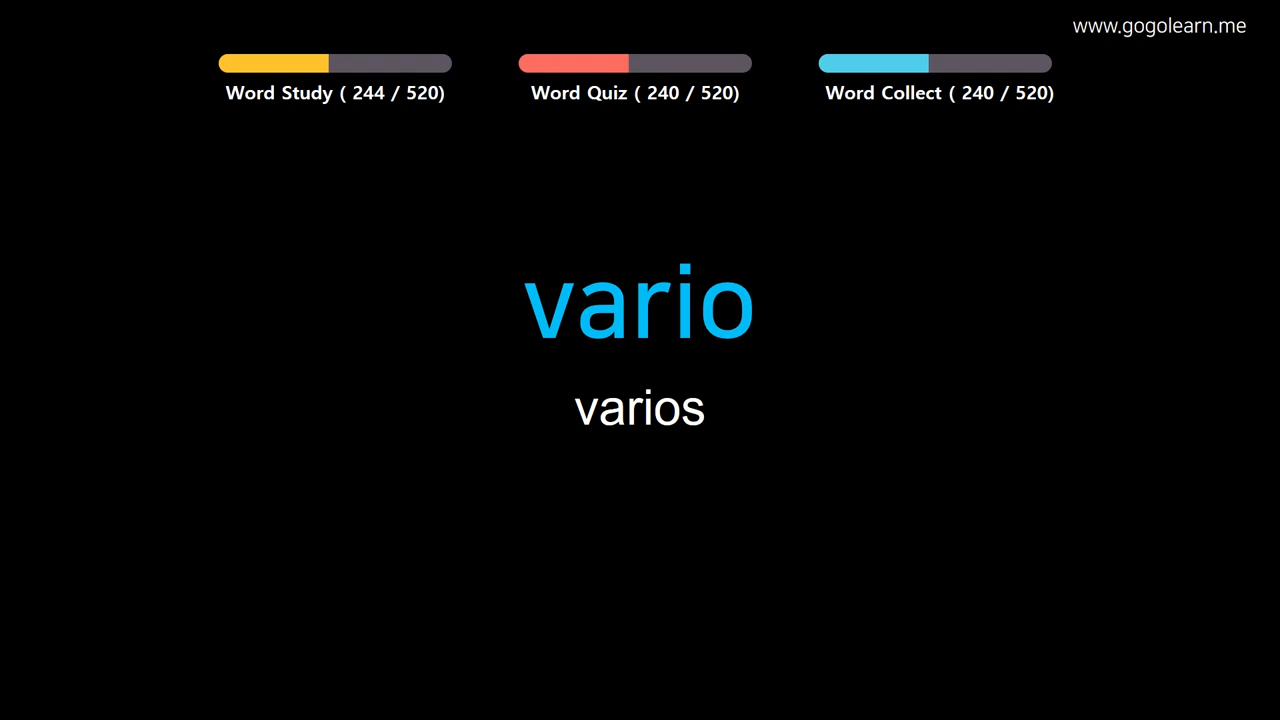 www.gogolearn.me
Word Study ( 244 / 520)
Word Quiz ( 240 / 520)
Word Collect ( 240 / 520)
vario
varios